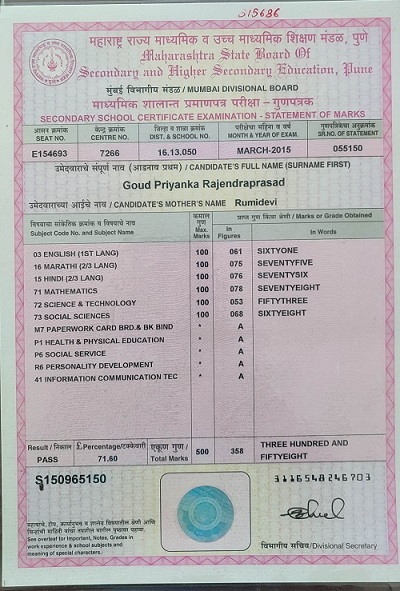 515686
महाराष्ट्र राज्य माध्यमिक व उच्च माध्यमिक शिक्षण मंडळ, पुणे
Maharashtra State Board Of
Secondary and Higher Secondary Education, Pune
मुंबई विभागीय मंडळ / MUMBAI DIVISIONAL BOARD
माध्यमिक शालान्त प्रमाणपत्र परीक्षा - गुणपत्रक
SECONDARY SCHOOL CERTIFICATE EXAMINATION - STATEMENT OF MARKS
आसन क्रमांक केंद्र क्रमांक जिल्हा व शाळा क्रमांक परीक्षेचा महिना व वर्ष गुणपत्रिकेचा अनुक्रमांक
SEAT NO. CENTRE NO. DIST. & SCHOOL NO. MONTH & YEAR OF EXAM. SR.NO. OF STATEMENT
E154693 7266 16,13.050 MARCH-2015 055150
उमेदवाराचे संपूर्ण नाव (आडनाव प्रथम) / CANDIDATE'S FULL NAME (SURNAME FIRST)
Goud Priyanka Rajendraprasad
उमेदवाराच्या आईचे नाव / CANDIDATE'S MOTHER'S NAME Rumidevi
विषयाचा सांकेतिक क्रमांक व विषयाचे नाव
Subject Code No. and Subject Name
कमाल गुण Max. Marks
प्राप्त गुण किंवा श्रेणी / Marks or Grade Obtained
In Figures
In Words
03 ENGLISH (1ST LANG) 100 061 SIXTYONE
16 MARATHI (2/3 LANG) 100 075 SEVENTYFIVE
15 HINDI (2/3 LANG) 100 076 SEVENTYSIX
71 MATHEMATICS 100 078 SEVENTYEIGHT
72 SCIENCE & TECHNOLOGY 100 053 FIFTYTHREE
73 SOCIAL SCIENCES 100 068 SIXTYEIGHT
M7 PAPERWORK CARD BRD.& BK BIND * A
P1 HEALTH & PHYSICAL EDUCATION * A
P6 SOCIAL SERVICE * A
R6 PERSONALITY DEVELOPMENT * A
41 INFORMATION COMMUNICATION TEC * A
Result / निकाल £Percentage/टक्केवारी एकूण गुण / Total Marks 500 358 THREE HUNDRED AND
PASS 71.60 FIFTYEIGHT
S150965150
3116548246703
See overleaf for Important, Notes, Grades in
work experience & school subjects and
meaning of special characters.
विभागीय सचिव/Divisional Secretary